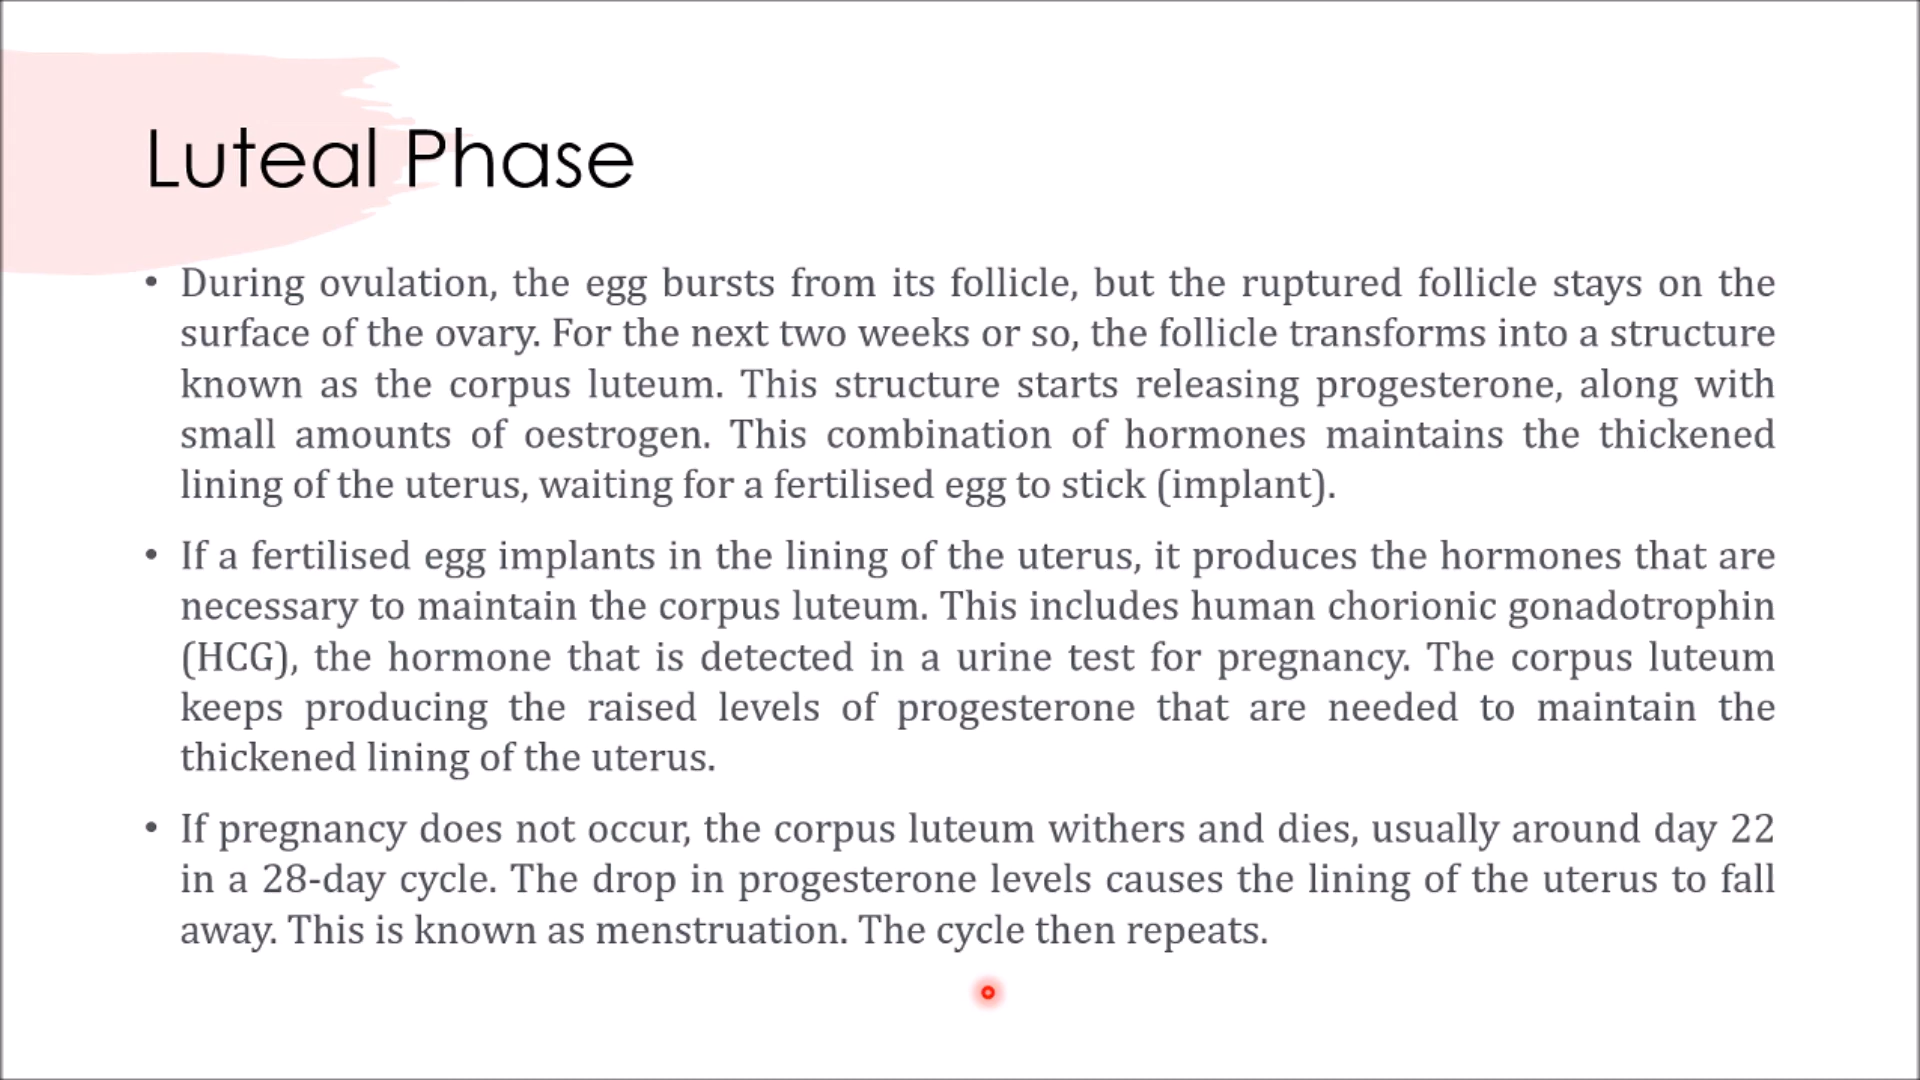 Luteal Phase
• During ovulation, the egg bursts from its follicle, but the ruptured follicle stays on the
surface of the ovary. For the next two weeks or so, the follicle transforms into a structure
known as the corpus luteum. This structure starts releasing progesterone, along with
small amounts of oestrogen. This combination of hormones maintains the thickened
lining of the uterus, waiting for a fertilised egg to stick (implant).
• If a fertilised egg implants in the lining of the uterus, it produces the hormones that are
necessary to maintain the corpus luteum. This includes human chorionic gonadotrophin
(HCG), the hormone that is detected in a urine test for pregnancy. The corpus luteum
keeps producing the raised levels of progesterone that are needed to maintain the
thickened lining of the uterus.
• If pregnancy does not occur, the corpus luteum withers and dies, usually around day 22
in a 28-day cycle. The drop in progesterone levels causes the lining of the uterus to fall
away. This is known as menstruation. The cycle then repeats.